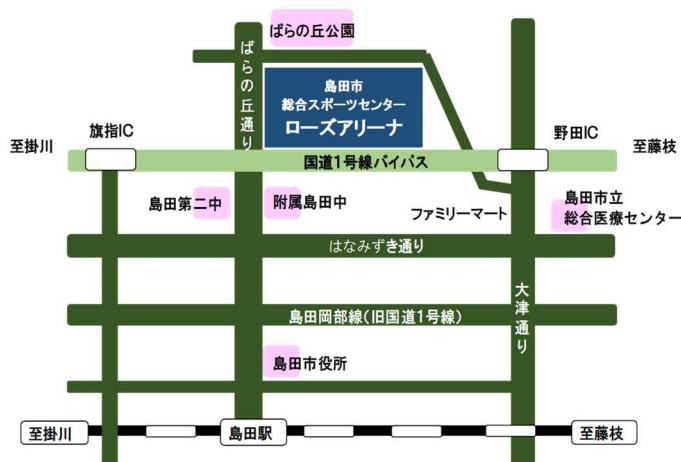 ばらの丘公園
ばらの丘通り
島田市
総合スポーツセンター
ローズアリーナ
旗指IC
野田IC
至掛川
至藤枝
国道1号線バイパス
島田第二中
附属島田中
ファミリーマート
島田市立
総合医療センター
はなみずき通り
大津通り
島田岡部線(旧国道1号線)
島田市役所
至掛川
島田駅
至藤枝